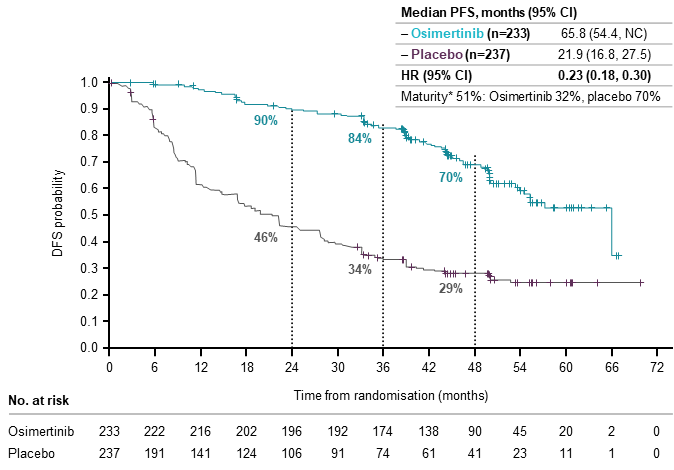 Median PFS, months (95% CI)
– Osimertinib (n=233) 65.8 (54.4, NC)
– Placebo (n=237) 21.9 (16.8, 27.5)
HR (95% CI) 0.23 (0.18, 0.30)
Maturity* 51%: Osimertinib 32%, placebo 70%
1.0
0.9
0.8
0.7
0.6
0.5
0.4
0.3
0.2
0.1
0.0
DFS probability
90%
84%
70%
46%
34%
29%
0 6 12 18 24 30 36 42 48 54 60 66 72
Time from randomisation (months)
No. at risk
Osimertinib 233 222 216 202 196 192 174 138 90 45 20 2 0
Placebo 237 191 141 124 106 91 74 61 41 23 11 1 0